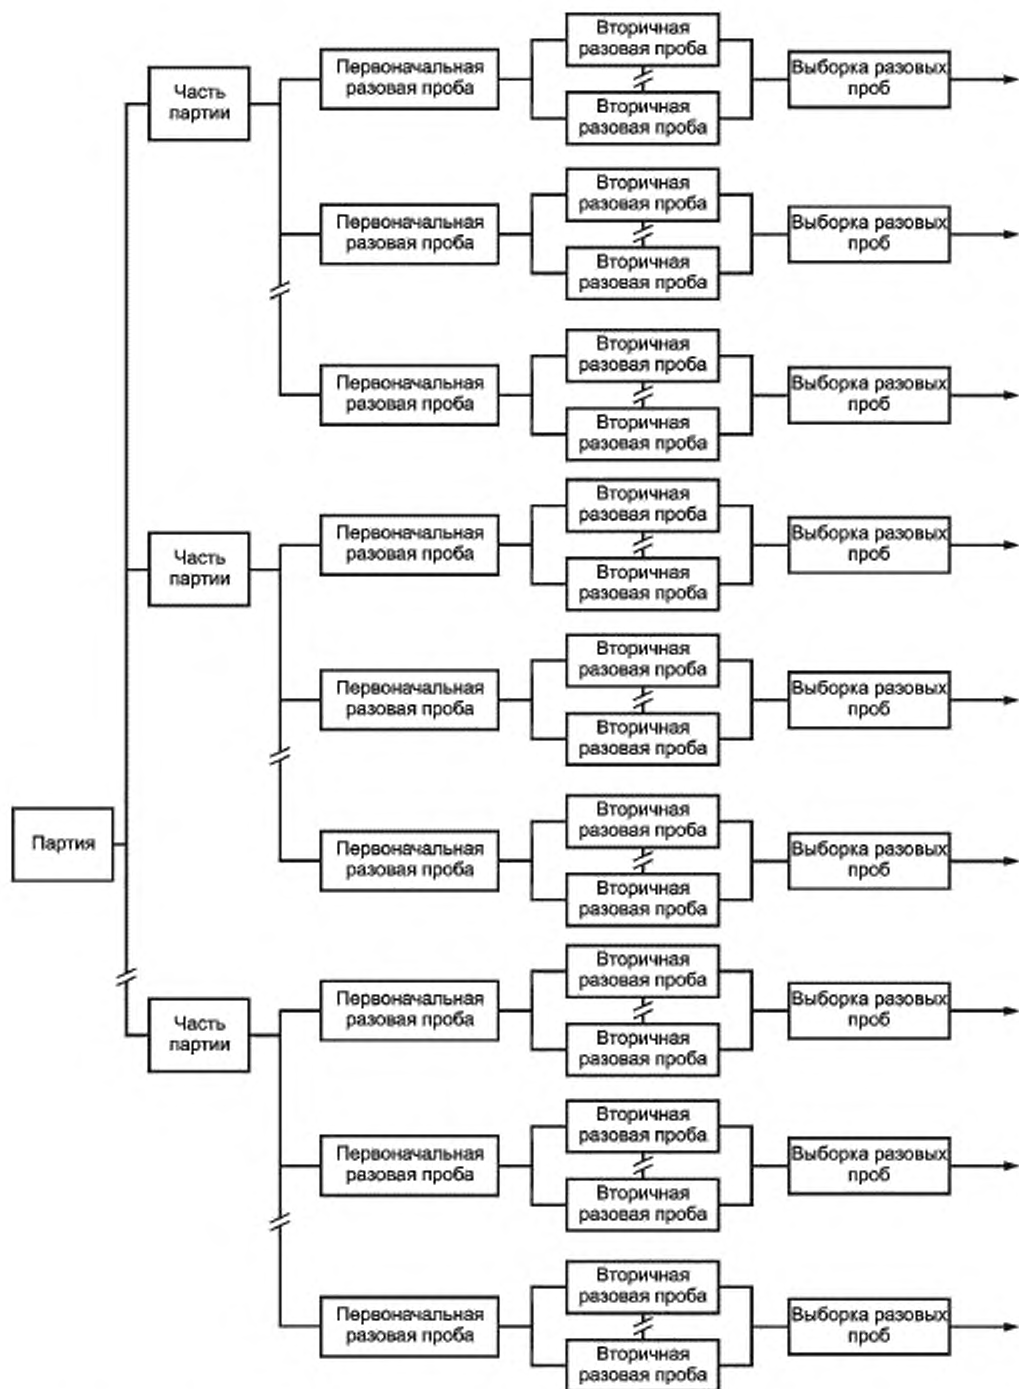 Вторичная
разовая проба
Первоначальная
разовая проба
Выборка разовых
проб
Часть
партии
Вторичная
разовая проба
Вторичная
разовая проба
Первоначальная
разовая проба
Выборка разовых
проб
Вторичная
разовая проба
Вторичная
разовая проба
Первоначальная
разовая проба
Выборка разовых
проб
Вторичная
разовая проба
Вторичная
разовая проба
Первоначальная
разовая проба
Выборка разовых
проб
Часть
партии
Вторичная
разовая проба
Вторичная
разовая проба
Первоначальная
разовая проба
Выборка разовых
проб
Вторичная
разовая проба
Вторичная
разовая проба
Партия
Первоначальная
разовая проба
Выборка разовых
проб
Вторичная
разовая проба
Вторичная
разовая проба
Первоначальная
разовая проба
Выборка разовых
проб
Часть
партии
Вторичная
разовая проба
Вторичная
разовая проба
Первоначальная
разовая проба
Выборка разовых
проб
Вторичная
разовая проба
Вторичная
разовая проба
Первоначальная
разовая проба
Выборка разовых
проб
Вторичная
разовая проба